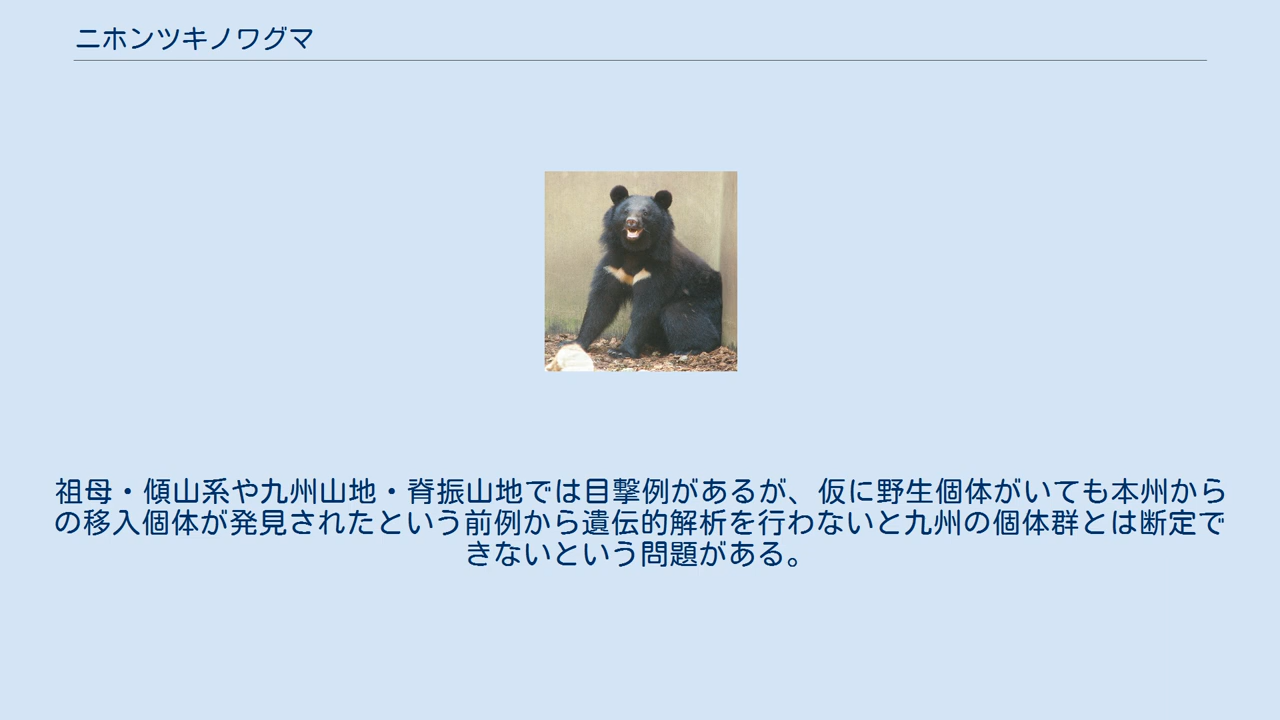 ニホンツキノワグマ
祖母・傾山系や九州山地・脊振山地では目撃例があるが、仮に野生個体がいても本州から
の移入個体が発見されたという前例から遺伝的解析を行わないと九州の個体群とは断定で
きないという問題がある。